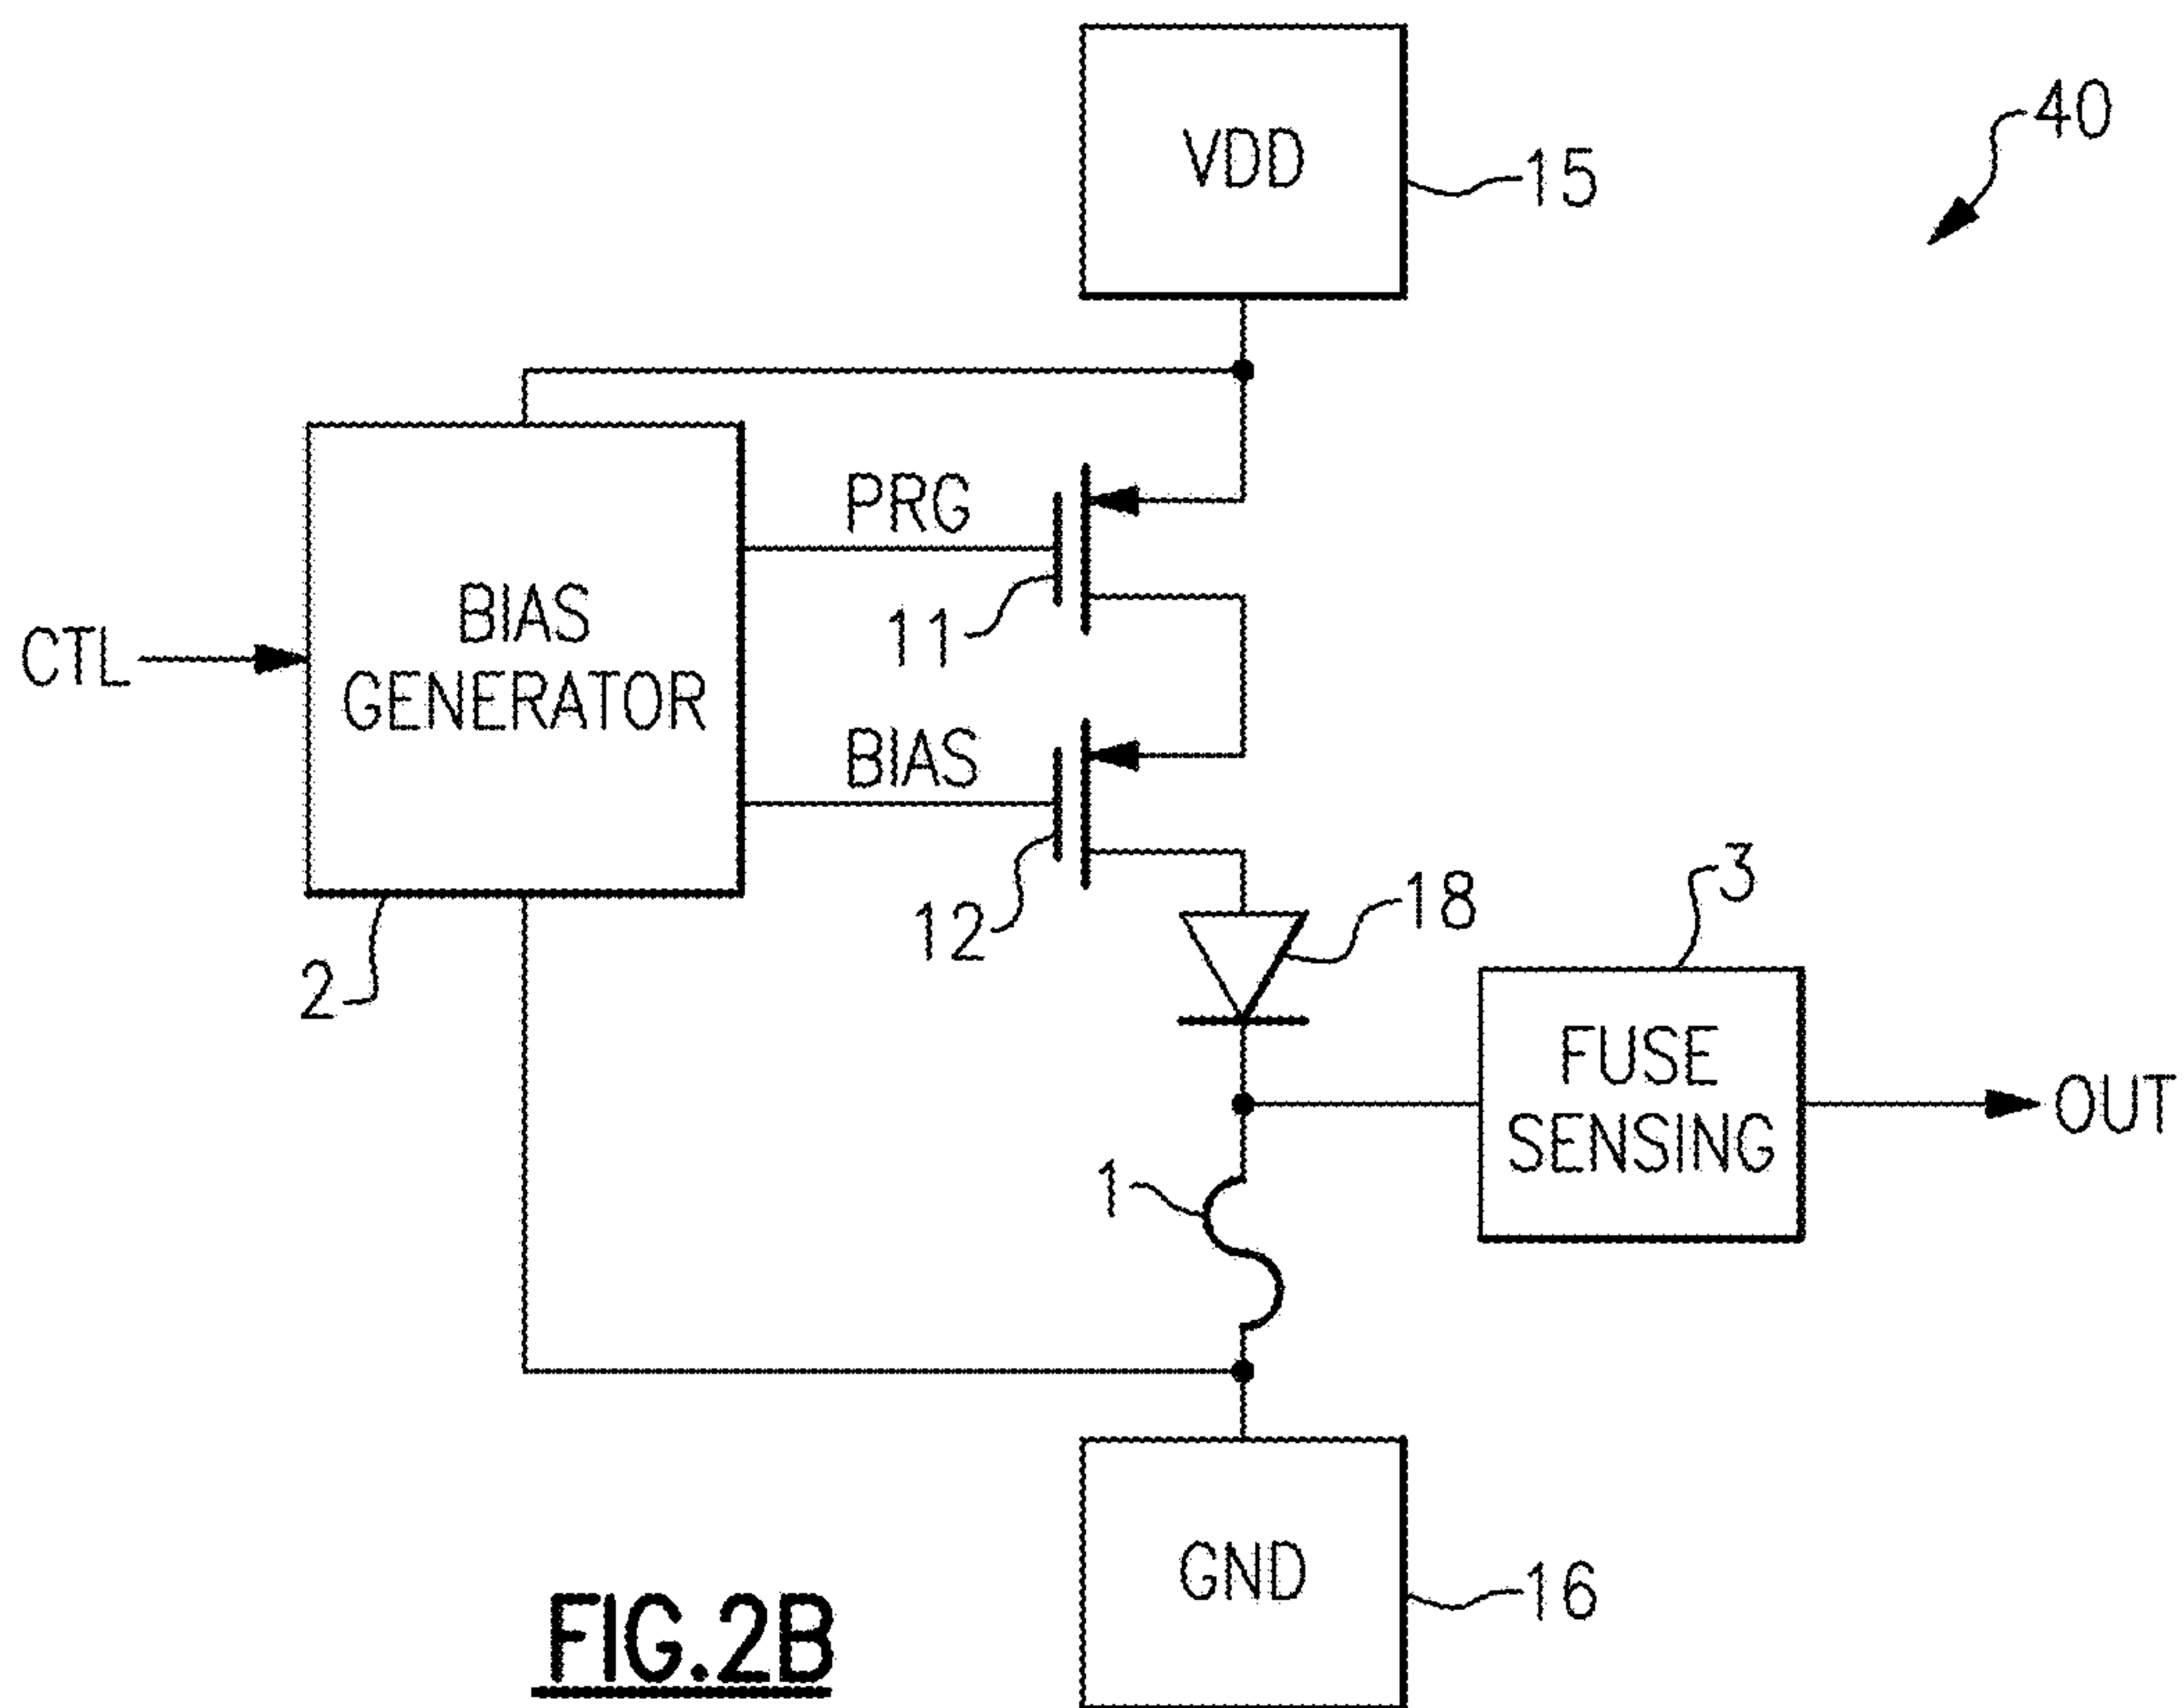 VDD
15
40
PRG
11
CTL
BIAS
GENERATOR
BIAS
12
18
3
2
FUSE
SENSING
OUT
1
GND
16
FIG.2B